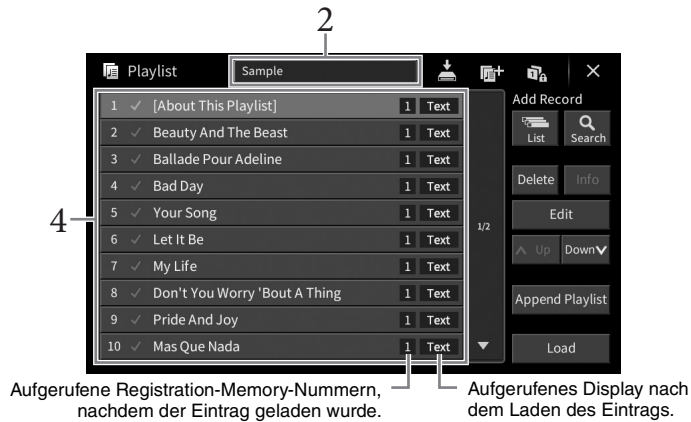 2
Playlist Sample
Add Record
1 [About This Playlist] 1 Text
List Search
2 Beauty And The Beast 1 Text
3 Ballade Pour Adeline 1 Text
4 Bad Day 1 Text
Delete Info
4
5 Your Song 1 Text
Edit
1/2
6 Let It Be 1 Text
Up Down
7 My Life 1 Text
8 Don't You Worry 'Bout A Thing 1 Text
Append Playlist
9 Pride And Joy 1 Text
10 Mas Que Nada 1 Text
Load
Aufgerufene Registration-Memory-Nummern,
nachdem der Eintrag geladen wurde.
Aufgerufenes Display nach
dem Laden des Eintrags.